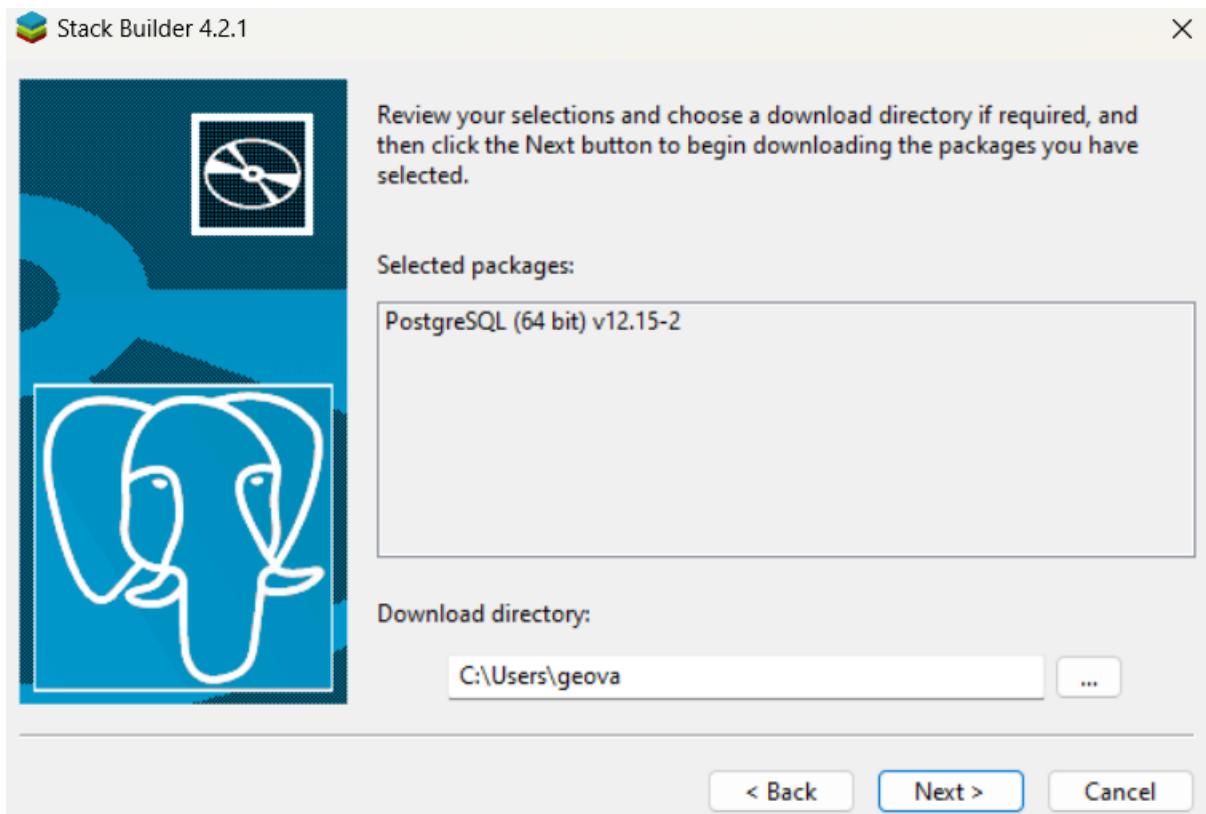 Stack Builder 4.2.1
Review your selections and choose a download directory if required, and
then click the Next button to begin downloading the packages you have
selected.
Selected packages:
PostgreSQL (64 bit) v12.15-2
Download directory:
C:\Users\geova
...
< Back
Next >
Cancel